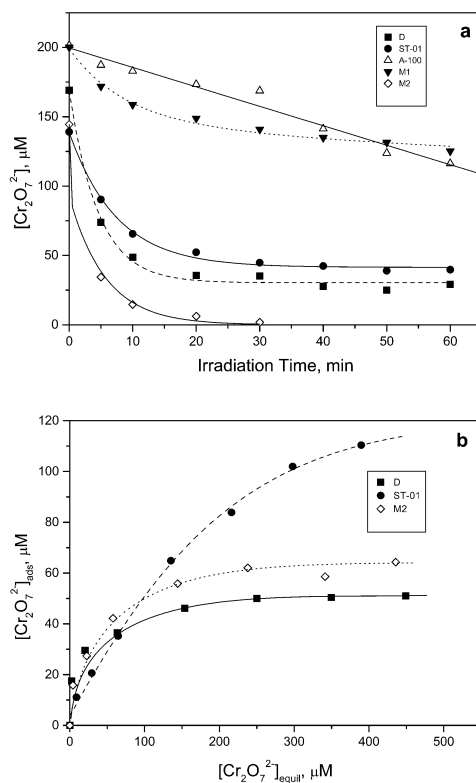 a
D
ST-01
A-100
M1
M2
[Cr₂O₇²⁻], μM
200
150
100
50
0
0 10 20 30 40 50 60
Irradiation Time, min
b
D
ST-01
M2
[Cr₂O₇²⁻]ads, μM
120
100
80
60
40
20
0
0 100 200 300 400 500
[Cr₂O₇²⁻]equil, μM